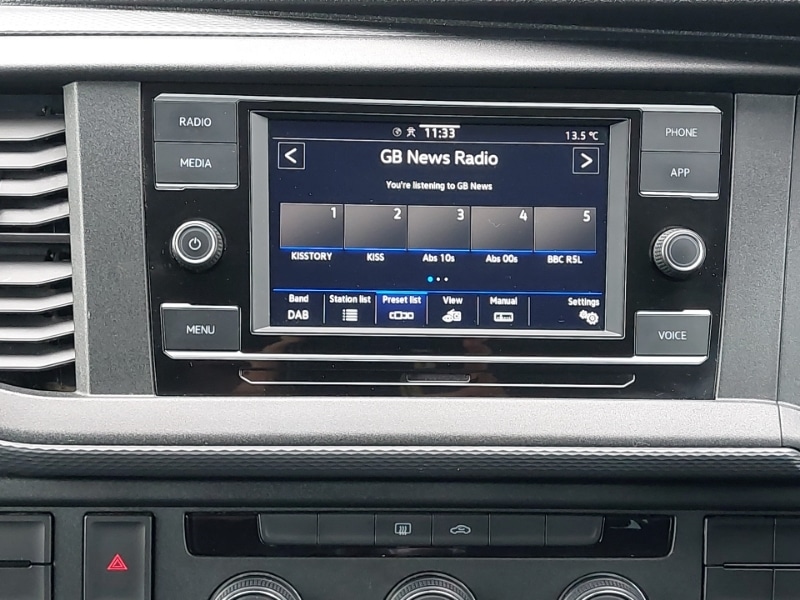 RADIO
MEDIA
MENU
PHONE
APP
VOICE
11:33
13.5 °C
<
GB News Radio
>
You're listening to GB News
1 2 3 4 5
KISSTORY KISS Abs 10s Abs 00s BBC R5L
Band Station list Preset list View Manual Settings
DAB